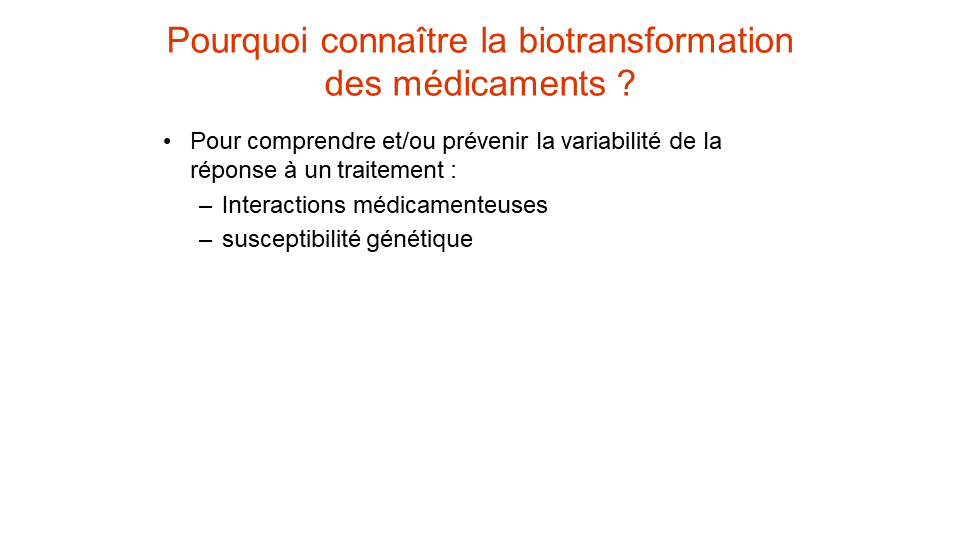 Pourquoi connaître la biotransformation
des médicaments ?
• Pour comprendre et/ou prévenir la variabilité de la
réponse à un traitement :
– Interactions médicamenteuses
– susceptibilité génétique